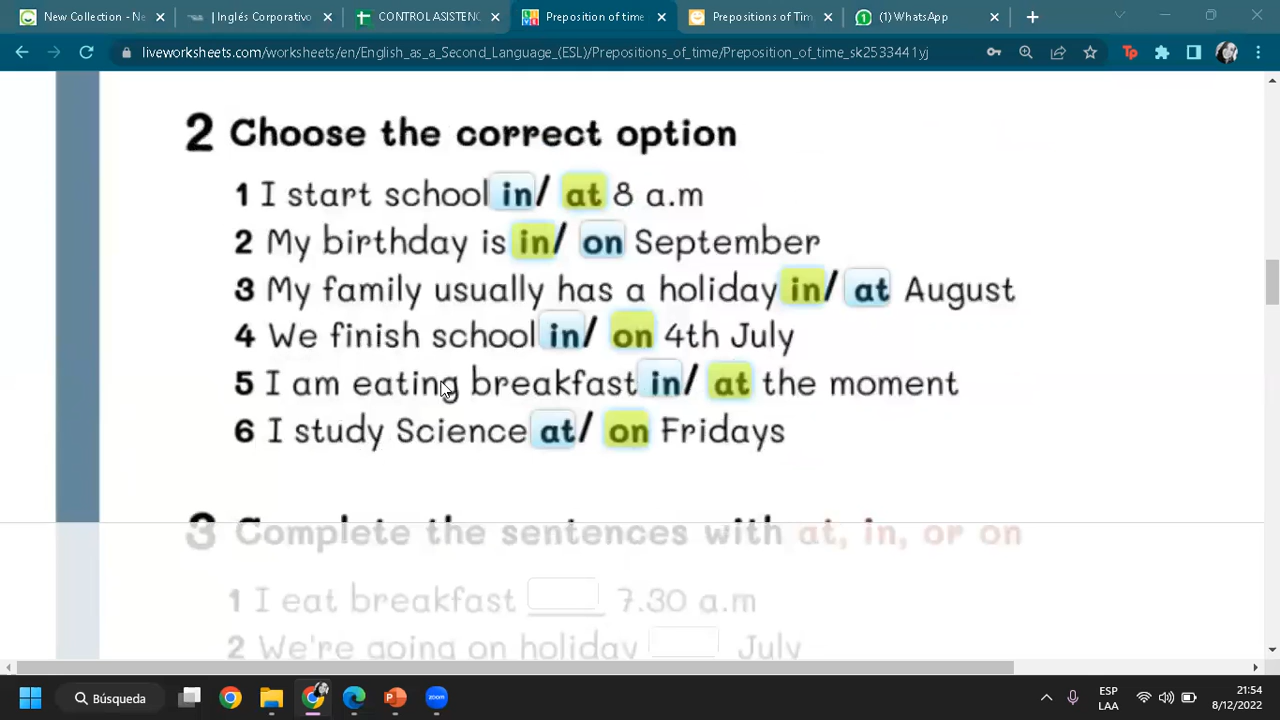 New Collection - Ne
Inglés Corporativo
CONTROL ASISTENC
Preposition of time
Prepositions of Tim
(1) WhatsApp
liveworksheets.com/worksheets/en/English_as_a_Second_Language_(ESL)/Prepositions_of_time/Preposition_of_time_sk2533441yj
2 Choose the correct option
1 I start school in/ at 8 a.m
2 My birthday is in/ on September
3 My family usually has a holiday in/ at August
4 We finish school in/ on 4th July
5 I am eating breakfast in/ at the moment
6 I study Science at/ on Fridays
3 Complete the sentences with at, in, or on
1 I eat breakfast 7.30 a.m
2 We're going on holiday July
Búsqueda
zoom
ESP
LAA
21:54
8/12/2022